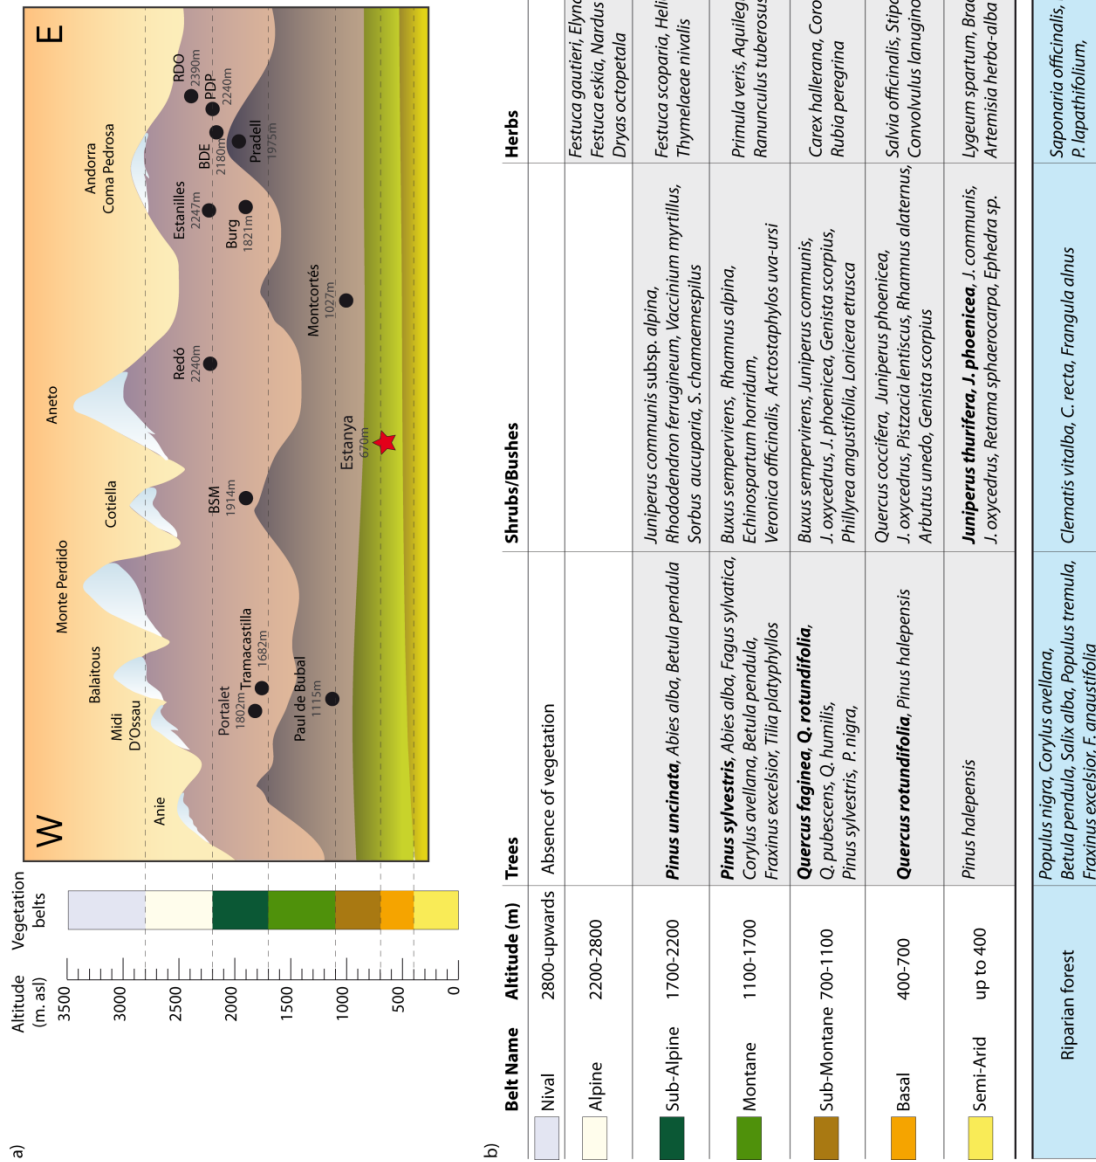 a)
Altitude
(m. asl)
Vegetation
belts
3500
3000
2500
2000
1500
1000
500
0
W
E
Anie
Midi
D'Ossau
Balaitous
Monte Perdido
Cotiella
Aneto
Andorra
Coma Pedrosa
Portalet
1802m
Tramacastilla
1682m
Paul de Bubal
1115m
BSM
1914m
Estanya
670m
Redó
2240m
Montcortés
1027m
Estanilles
2247m
Burg
1821m
BDE
2180m
PDP
2240m
RDO
2390m
Pradell
1975m
b)
Belt Name Altitude (m) Trees Shrubs/Bushes Herbs
Nival 2800-upwards Absence of vegetation
Alpine 2200-2800
Festuca gautieri, Elyna
Festuca eskia, Nardus
Dryas octopetala
Sub-Alpine 1700-2200
Pinus uncinata, Abies alba, Betula pendula
Juniperus communis subsp. alpina,
Rhododendron ferrugineum, Vaccinium myrtillus,
Sorbus aucuparia, S. chamaemespilus
Festuca scoparia, Heli
Thymelaeae nivalis
Montane 1100-1700
Pinus sylvestris, Abies alba, Fagus sylvatica,
Corylus avellana, Betula pendula,
Fraxinus excelsior, Tilia platyphyllos
Buxus sempervirens, Rhamnus alpina,
Echinospartum horridum,
Veronica officinalis, Arctostaphylos uva-ursi
Primula veris, Aquileg
Ranunculus tuberosus
Sub-Montane 700-1100
Quercus faginea, Q. rotundifolia,
Q. pubescens, Q. humilis,
Pinus sylvestris, P. nigra,
Buxus sempervirens, Juniperus communis,
J. oxycedrus, J. phoenicea, Genista scorpius,
Phillyrea angustifolia, Lonicera etrusca
Carex hallerana, Coro
Rubia peregrina
Basal 400-700
Quercus rotundifolia, Pinus halepensis
Quercus coccifera, Juniperus phoenicea,
J. oxycedrus, Pistzacia lentiscus, Rhamnus alaternus,
Arbutus unedo, Genista scorpius
Salvia officinalis, Stipa
Convolvulus lanugino
Semi-Arid up to 400
Pinus halepensis
Juniperus thurifera, J. phoenicea, J. communis,
J. oxycedrus, Retama sphaerocarpa, Ephedra sp.
Lygeum spartum, Brac
Artemisia herba-alba
Riparian forest
Populus nigra, Corylus avellana,
Betula pendula, Salix alba, Populus tremula,
Fraxinus excelsior, F. angustifolia
Clematis vitalba, C. recta, Frangula alnus
Saponaria officinalis,
P. lapathifolium,